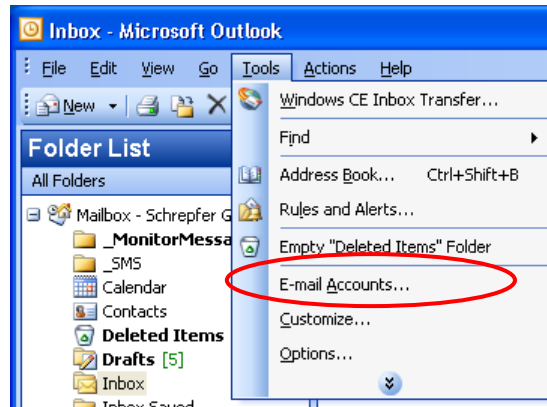 Inbox - Microsoft Outlook
File Edit View Go Tools Actions Help
New
Windows CE Inbox Transfer...
Find
Address Book... Ctrl+Shift+B
Rules and Alerts...
Empty "Deleted Items" Folder
E-mail Accounts...
Customize...
Options...
Folder List
All Folders
Mailbox - Schrepfer G
_MonitorMessa
_SMS
Calendar
Contacts
Deleted Items
Drafts [5]
Inbox
Inbox Saved